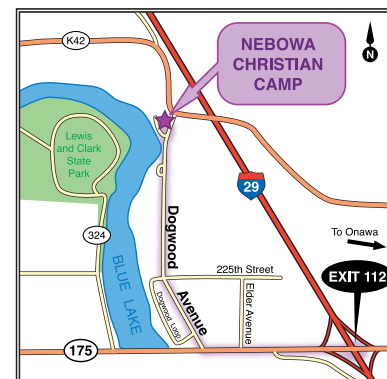 K42
NEBOWA
CHRISTIAN
CAMP
N
Lewis
and Clark
State
Park
29
324
Dogwood
Avenue
To Onawa
225th Street
EXIT 112
BLUE LAKE
Dogwood Loop
Elder Avenue
175